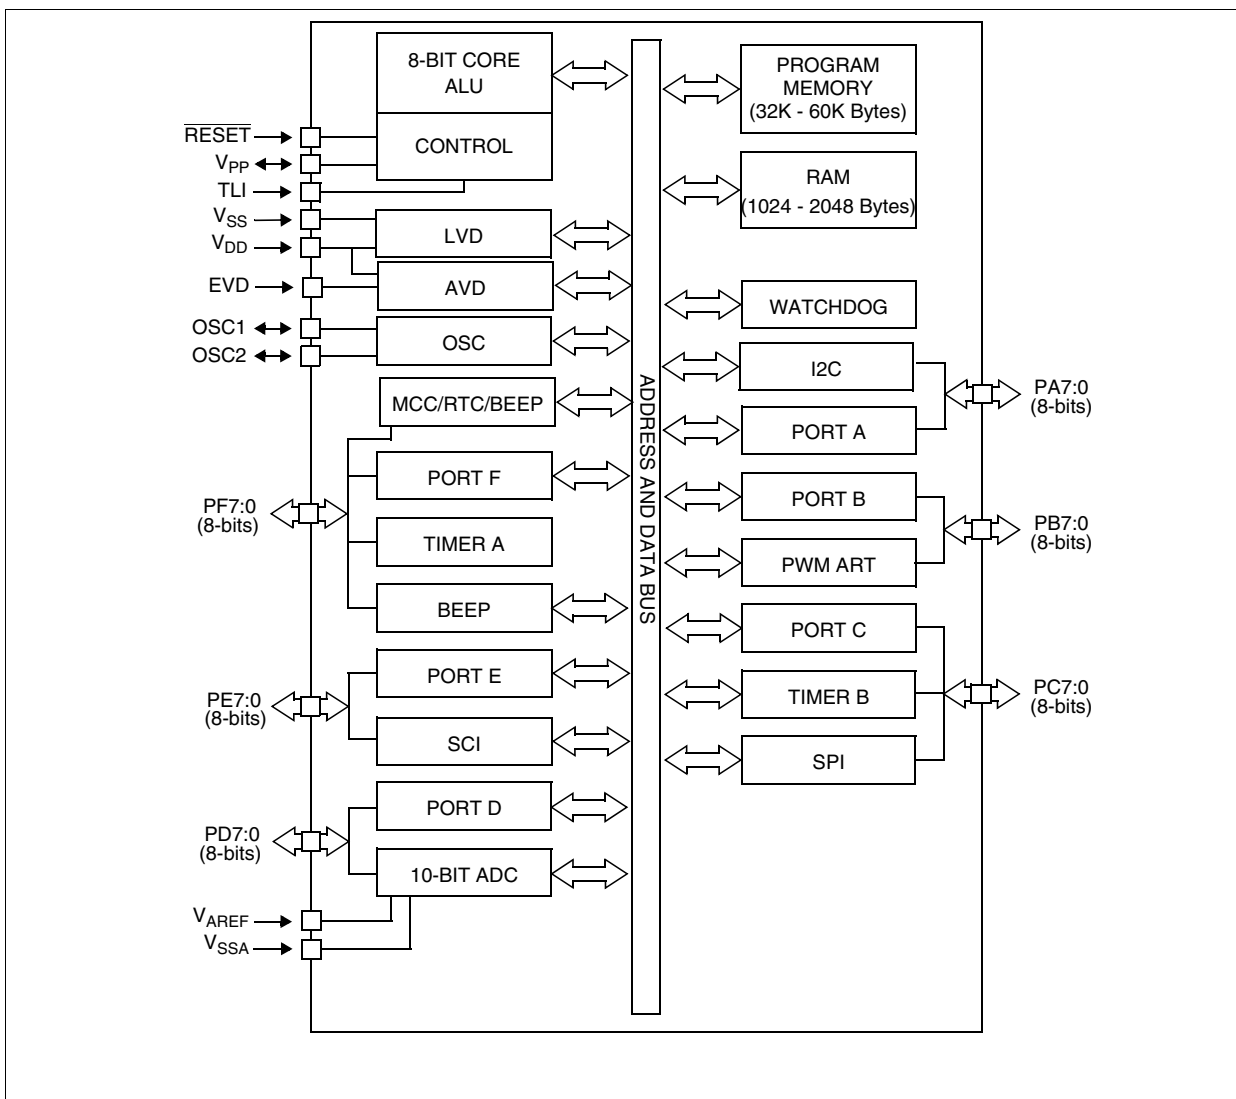 8-BIT CORE
ALU
CONTROL
RESET
VPP
TLI
VSS
VDD
EVD
OSC1
OSC2
LVD
AVD
OSC
MCC/RTC/BEEP
PORT F
TIMER A
BEEP
PF7:0
(8-bits)
PORT E
SCI
PE7:0
(8-bits)
PORT D
10-BIT ADC
PD7:0
(8-bits)
VAREF
VSSA
ADDRESS AND DATA BUS
PROGRAM
MEMORY
(32K - 60K Bytes)
RAM
(1024 - 2048 Bytes)
WATCHDOG
I2C
PORT A
PA7:0
(8-bits)
PORT B
PWM ART
PB7:0
(8-bits)
PORT C
TIMER B
SPI
PC7:0
(8-bits)